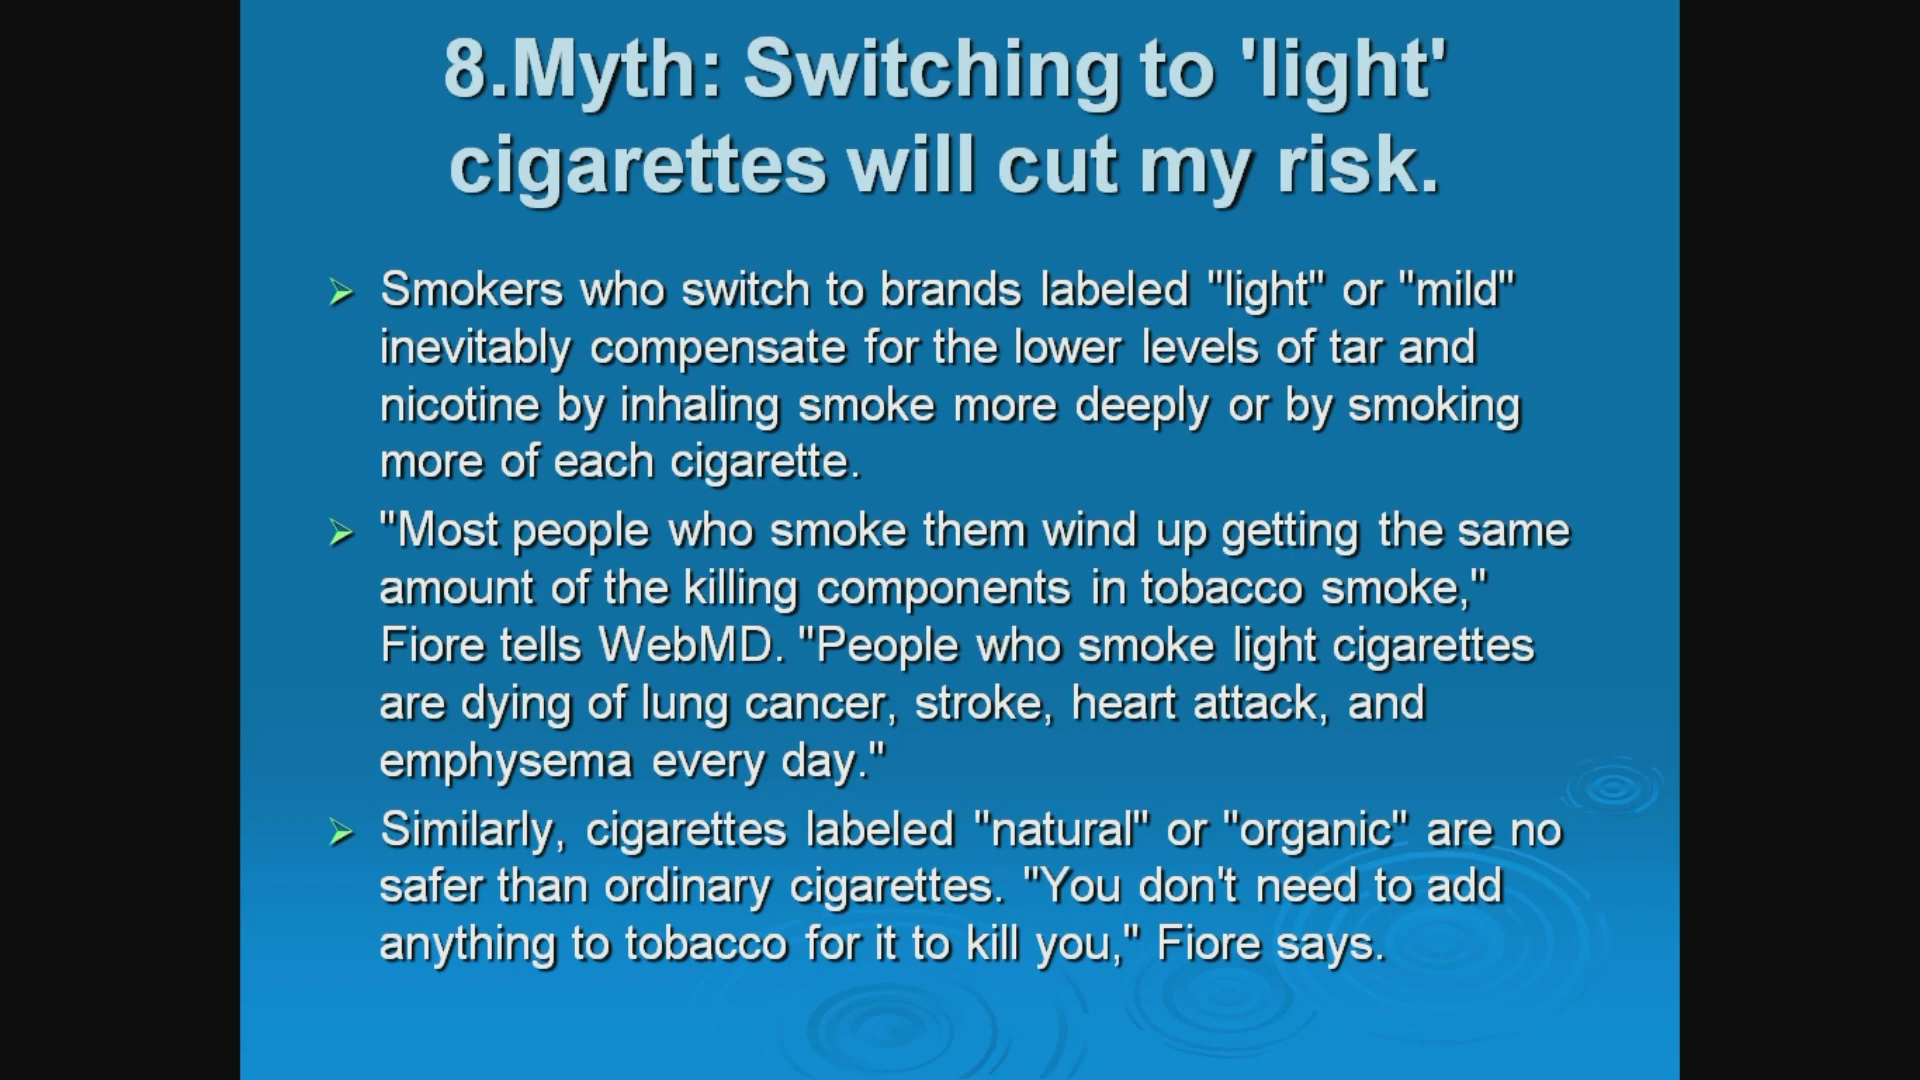 8.Myth: Switching to 'light'
cigarettes will cut my risk.
Smokers who switch to brands labeled "light" or "mild"
inevitably compensate for the lower levels of tar and
nicotine by inhaling smoke more deeply or by smoking
more of each cigarette.
"Most people who smoke them wind up getting the same
amount of the killing components in tobacco smoke,"
Fiore tells WebMD. "People who smoke light cigarettes
are dying of lung cancer, stroke, heart attack, and
emphysema every day."
Similarly, cigarettes labeled "natural" or "organic" are no
safer than ordinary cigarettes. "You don't need to add
anything to tobacco for it to kill you," Fiore says.